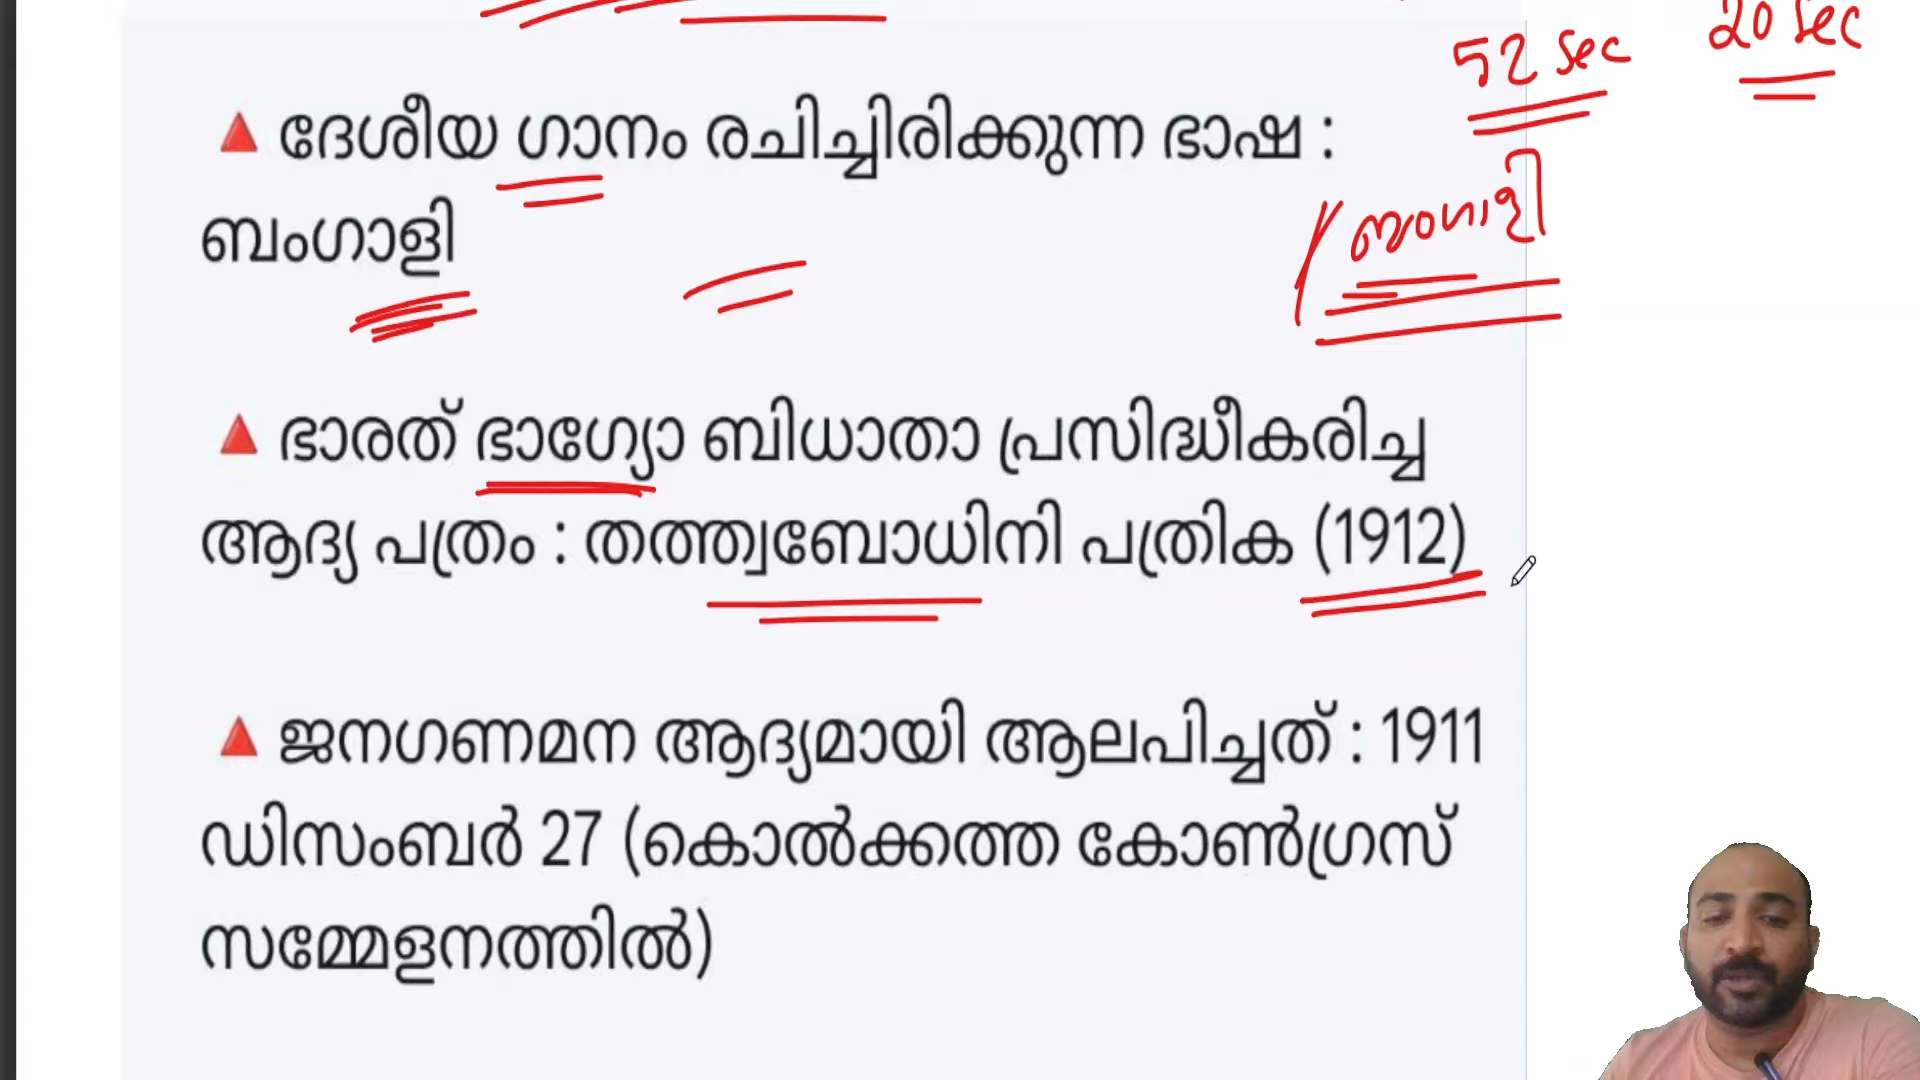 52 sec 20 sec
🔺ദേശീയ ഗാനം രചിച്ചിരിക്കുന്ന ഭാഷ :
ബംഗാളി
ബംഗാളി
🔺ഭാരത് ഭാഗ്യോ ബിധാതാ പ്രസിദ്ധീകരിച്ച
ആദ്യ പത്രം : തത്ത്വബോധിനി പത്രിക (1912)
🔺ജനഗണമന ആദ്യമായി ആലപിച്ചത് : 1911
ഡിസംബർ 27 (കൊൽക്കത്ത കോൺഗ്രസ്
സമ്മേളനത്തിൽ)